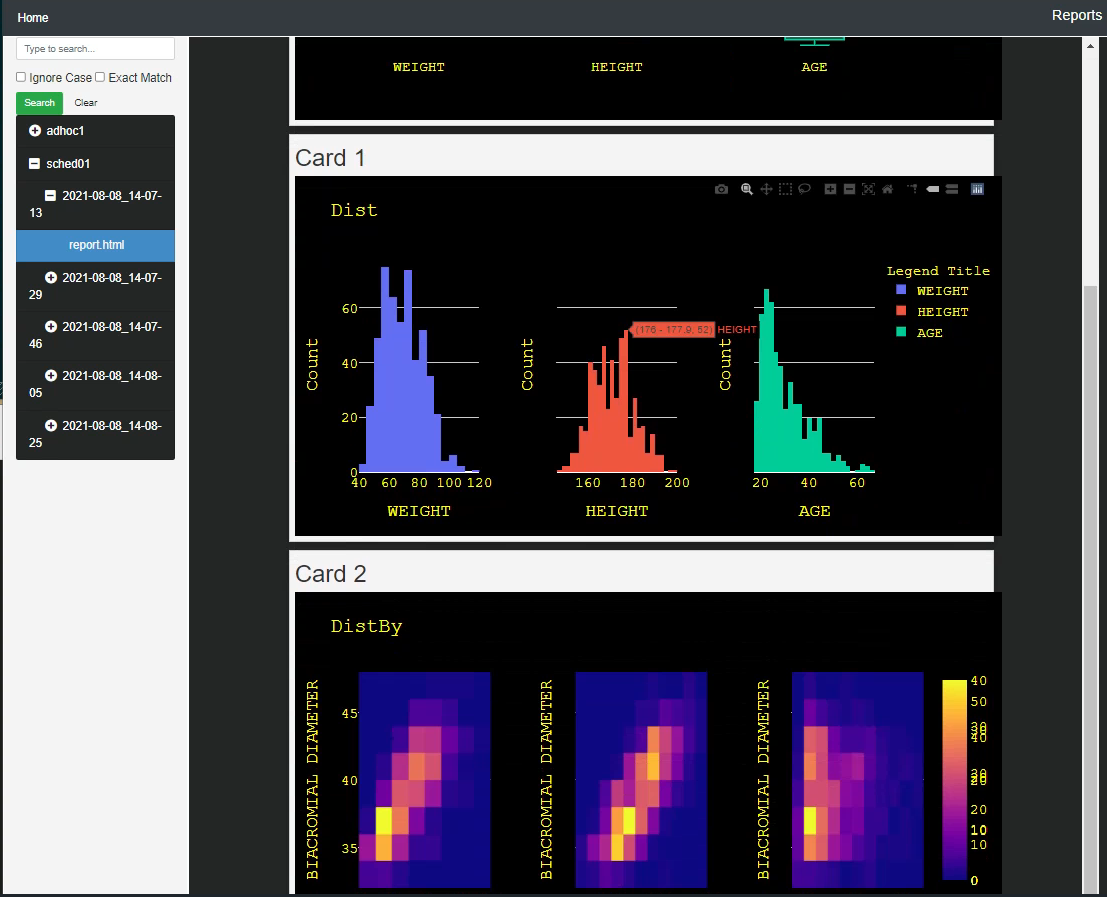 Home
Reports
Type to search...
Ignore Case Exact Match
Search Clear
adhoc1
sched01
2021-08-08_14-07-
13
report.html
2021-08-08_14-07-
29
2021-08-08_14-07-
46
2021-08-08_14-08-
05
2021-08-08_14-08-
25
WEIGHT HEIGHT AGE
Card 1
Dist
Legend Title
WEIGHT
HEIGHT
AGE
(176 - 177.9, 52) HEIGHT
Count
Count
Count
60
40
20
0
40 60 80 100 120
160 180 200
20 40 60
WEIGHT HEIGHT AGE
Card 2
DistBy
BIACROMIAL DIAMETER
BIACROMIAL DIAMETER
BIACROMIAL DIAMETER
45
40
35
40
50
40
20
10
10
0